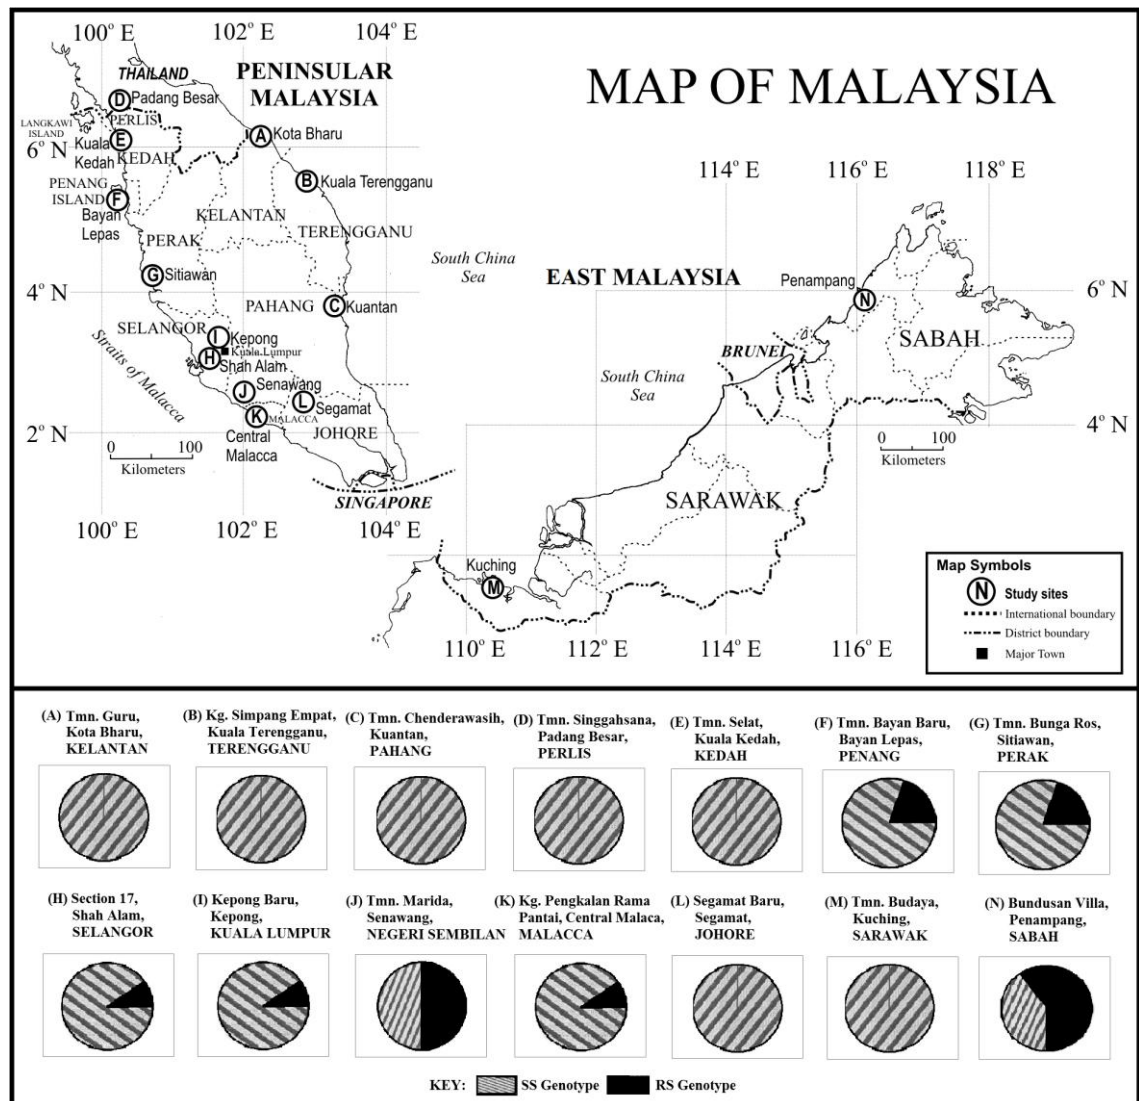 100° E 102° E 104° E
MAP OF MALAYSIA
THAILAND
PENINSULAR
MALAYSIA
D Padang Besar
PERLIS
LANGKAWI
ISLAND
E Kuala
Kedah
KEDAH
A Kota Bharu
6° N
B Kuala Terengganu
PENANG
ISLAND
F Bayan
Lepas
KELANTAN
TERENGGANU
PERAK
G Sitiawan
4° N
PAHANG
C Kuantan
SELANGOR
I Kepong
Kuala Lumpur
H Shah Alam
J Senawang
L Segamat
K MALACCA
Central
Malacca
JOHORE
Straits of Malacca
2° N
0 100
Kilometers
SINGAPORE
100° E 102° E 104° E
South China
Sea
114° E 116° E 118° E
EAST MALAYSIA
Penampang
N
6° N
SABAH
BRUNEI
South China
Sea
4° N
0 100
Kilometers
SARAWAK
Kuching
M
110° E 112° E 114° E 116° E
Map Symbols
N Study sites
International boundary
District boundary
Major Town
(A) Tmn. Guru,
Kota Bharu,
KELANTAN
(B) Kg. Simpang Empat,
Kuala Terengganu,
TERENGGANU
(C) Tmn. Chenderawasih,
Kuantan,
PAHANG
(D) Tmn. Singgahsana,
Padang Besar,
PERLIS
(E) Tmn. Selat,
Kuala Kedah,
KEDAH
(F) Tmn. Bayan Baru,
Bayan Lepas,
PENANG
(G) Tmn. Bunga Ros,
Sitiawan,
PERAK
(H) Section 17,
Shah Alam,
SELANGOR
(I) Kepong Baru,
Kepong,
KUALA LUMPUR
(J) Tmn. Marida,
Senawang,
NEGERI SEMBILAN
(K) Kg. Pengkalan Rama
Pantai, Central Malaca,
MALACCA
(L) Segamat Baru,
Segamat,
JOHORE
(M) Tmn. Budaya,
Kuching,
SARAWAK
(N) Bundusan Villa,
Penampang,
SABAH
KEY: SS Genotype RS Genotype